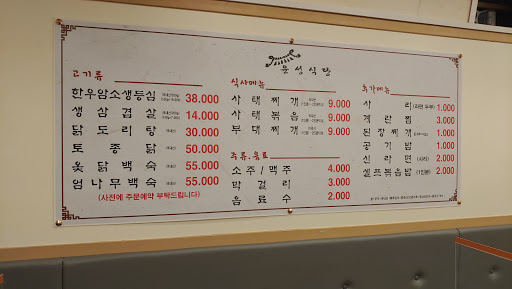 윤성식당
고기류
한우암소생등심 38.000
생삼겹살 14.000
닭도리탕 30.000
토종닭 50.000
옻닭백숙 55.000
엄나무백숙 55.000
(사전에 주문예약 부탁드립니다)
식사메뉴
사태찌개 9.000
사태볶음 9.000
부대찌개 9.000
주류.음료
소주/맥주 4.000
막걸리 3.000
음료수 2.000
추가메뉴
사리 1.000
계란찜 3.000
된장찌개 1.000
공기밥 1.000
신라면 2.000
셀프볶음밥 (1인분) 2.000